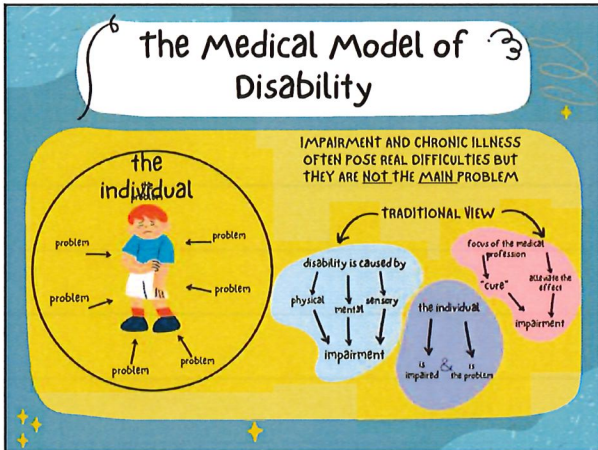 the Medical Model of
Disability
the
individual
problem
problem
problem
problem
problem
problem
problem
IMPAIRMENT AND CHRONIC ILLNESS
OFTEN POSE REAL DIFFICULTIES BUT
THEY ARE NOT THE MAIN PROBLEM
TRADITIONAL VIEW
disability is caused by
physical
mental
sensory
impairment
the individual
is
impaired
&
is
the problem
focus of the medical
profession
"cure"
alleviate the
effect
impairment